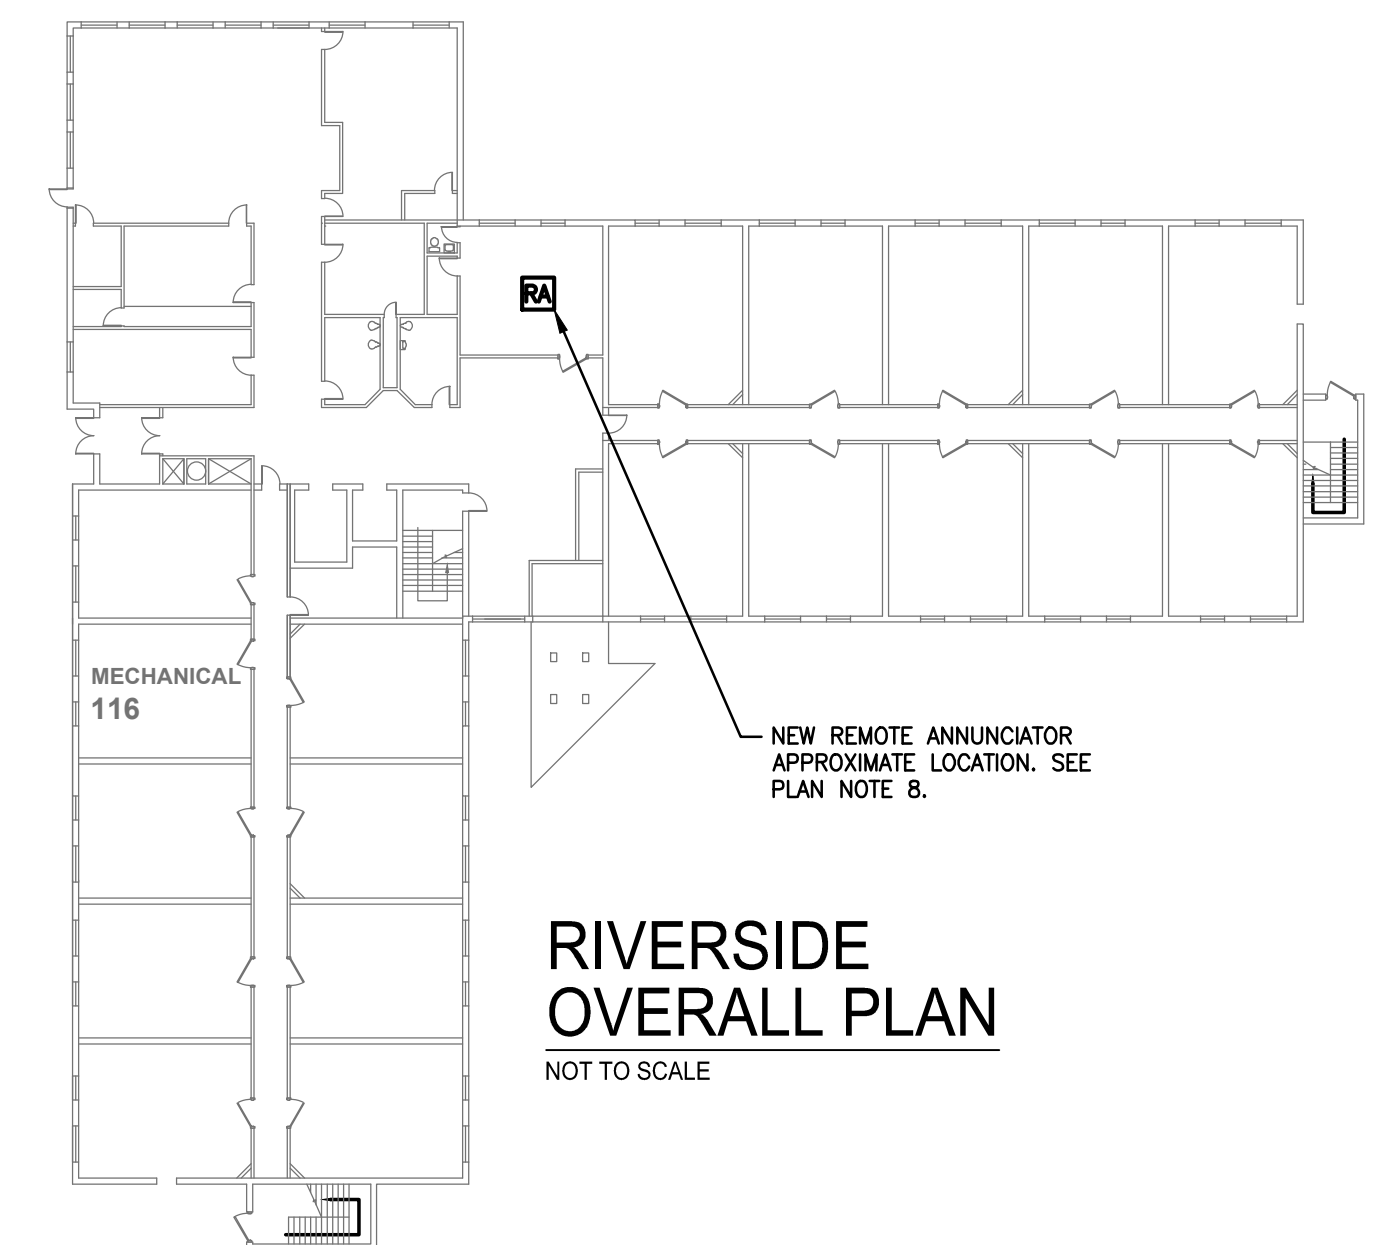 RA
MECHANICAL
116
NEW REMOTE ANNUNCIATOR
APPROXIMATE LOCATION. SEE
PLAN NOTE 8.
RIVERSIDE
OVERALL PLAN
NOT TO SCALE